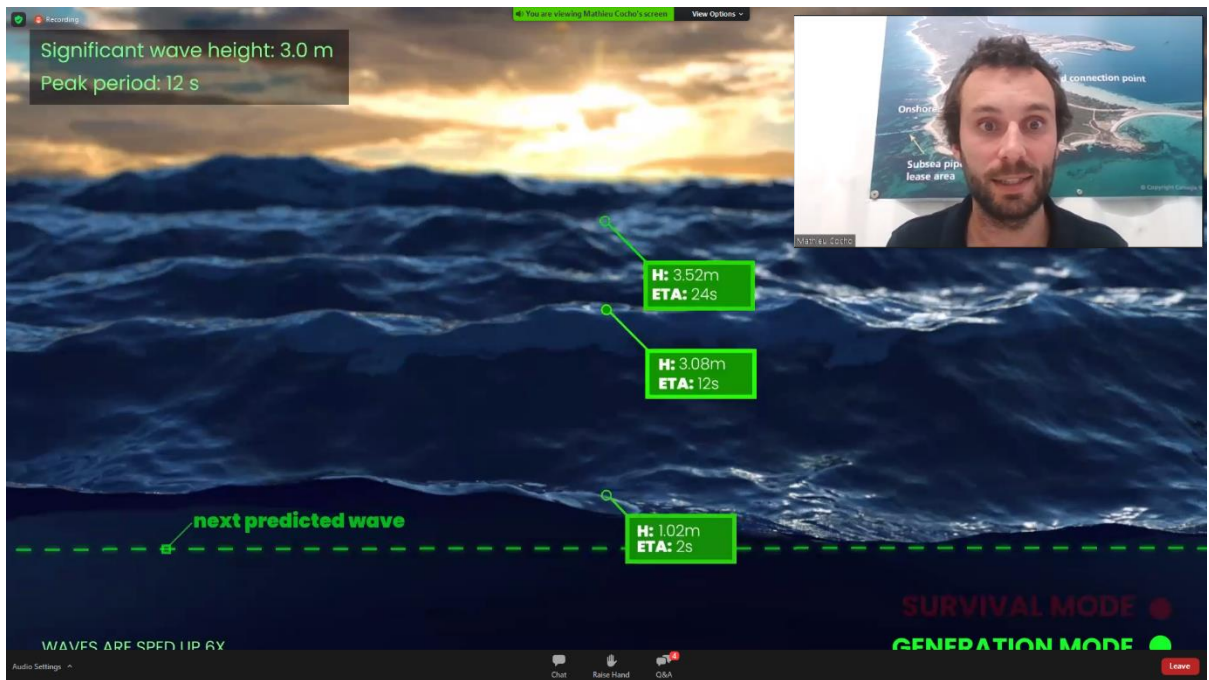 Recording
You are viewing Mathieu Cocho's screen
View Options
Significant wave height: 3.0 m
Peak period: 12 s
d connection point
Onshore
Subsea pip
lease area
Mathieu Cocho
H: 3.52m
ETA: 24s
H: 3.08m
ETA: 12s
next predicted wave
H: 1.02m
ETA: 2s
SURVIVAL MODE
WAVES ARE SPED UP 6X
GENERATION MODE
Audio Settings
Chat
Raise Hand
4
Q&A
Leave